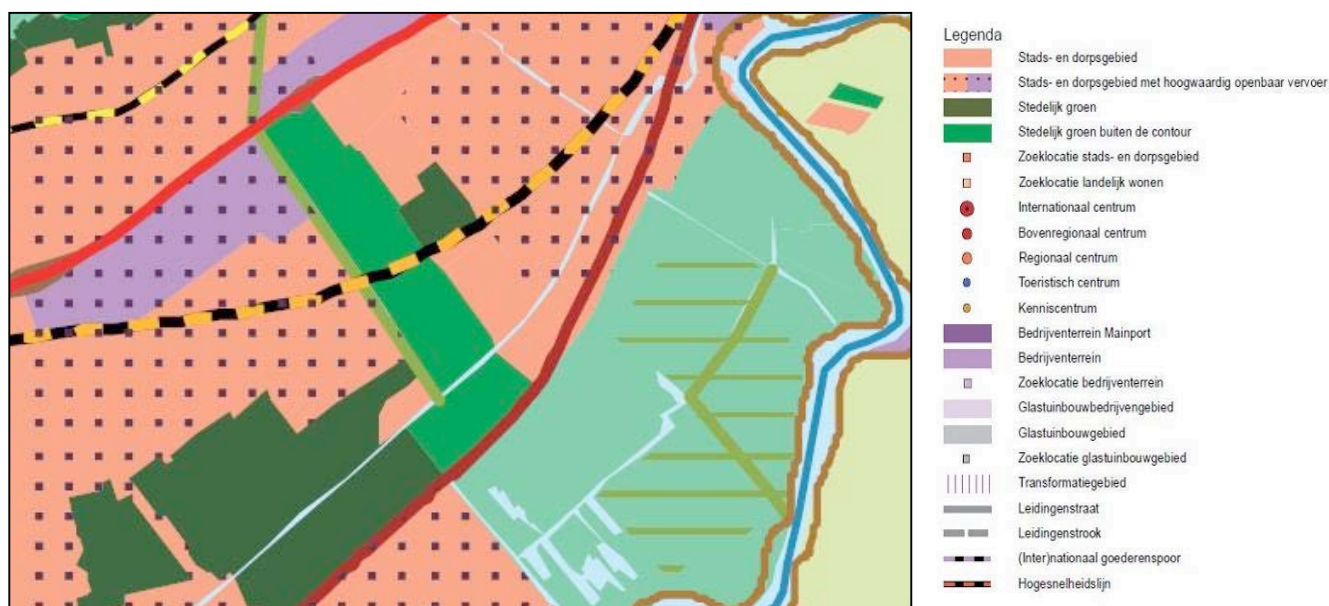 Legenda
Stads- en dorpsgebied
Stads- en dorpsgebied met hoogwaardig openbaar vervoer
Stedelijk groen
Stedelijk groen buiten de contour
Zoeklocatie stads- en dorpsgebied
Zoeklocatie landelijk wonen
Internationaal centrum
Bovenregionaal centrum
Regionaal centrum
Toeristisch centrum
Kenniscentrum
Bedrijventerrein Mainport
Bedrijventerrein
Zoeklocatie bedrijventerrein
Glastuinbouwbedrijvengebied
Glastuinbouwgebied
Zoeklocatie glastuinbouwgebied
Transformatiegebied
Leidingenstraat
Leidingenstrook
(Inter)nationaal goederenspoor
Hogesnelheidslijn